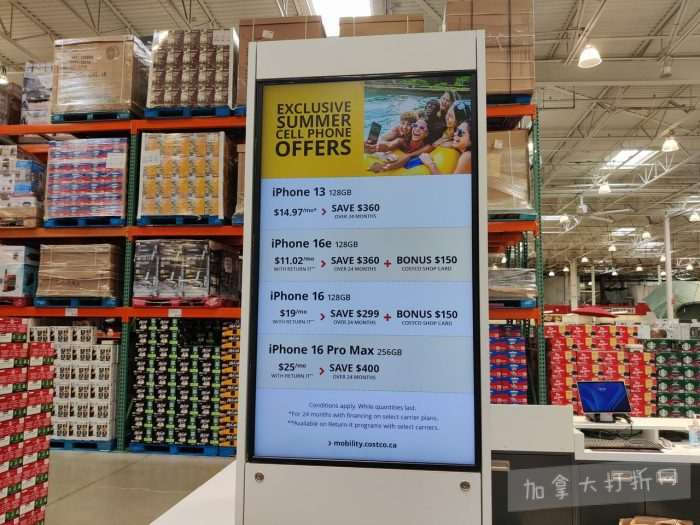 EXCLUSIVE
SUMMER
CELL PHONE
OFFERS
iPhone 13 128GB
$14.97/mo* > SAVE $360
OVER 24 MONTHS
iPhone 16e 128GB
$11.02/mo > SAVE $360 + BONUS $150
WITH RETURN IT** OVER 24 MONTHS COSTCO SHOP CARD
iPhone 16 128GB
$19/mo > SAVE $299 + BONUS $150
WITH RETURN IT** OVER 24 MONTHS COSTCO SHOP CARD
iPhone 16 Pro Max 256GB
$25/mo > SAVE $400
WITH RETURN IT** OVER 24 MONTHS
Conditions apply. While quantities last.
*For 24 months with financing on select carrier plans.
**Available on Return-it programs with select carriers.
> mobility.costco.ca
加拿大打折网